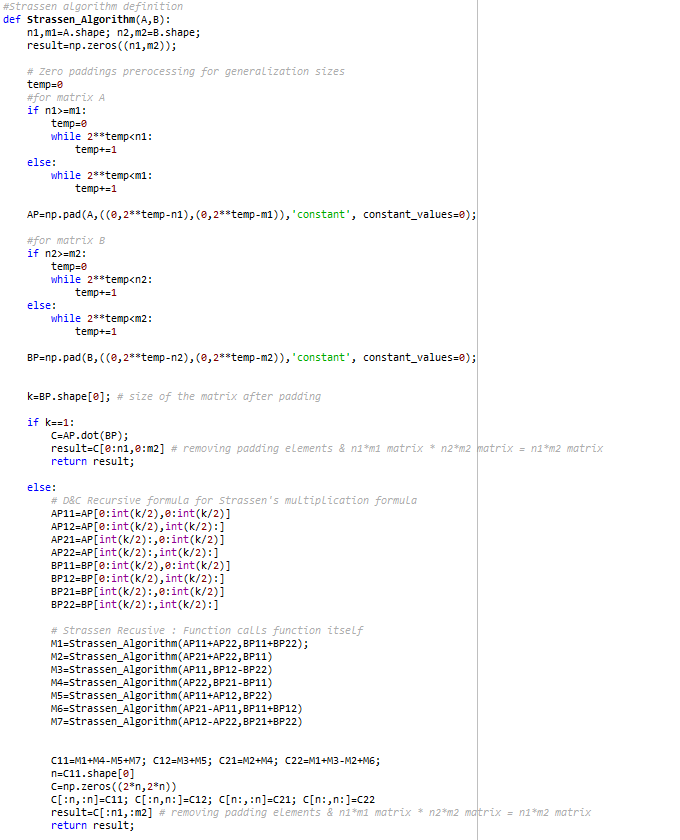 #Strassen algorithm definition
def Strassen_Algorithm(A,B):
    n1,m1=A.shape; n2,m2=B.shape;
    result=np.zeros((n1,m2));

    # Zero paddings prerocessing for generalization sizes
    temp=0
    #for matrix A
    if n1>=m1:
        temp=0
        while 2**temp<n1:
            temp+=1
    else:
        while 2**temp<m1:
            temp+=1

    AP=np.pad(A,((0,2**temp-n1),(0,2**temp-m1)),'constant', constant_values=0);

    #for matrix B
    if n2>=m2:
        temp=0
        while 2**temp<n2:
            temp+=1
    else:
        while 2**temp<m2:
            temp+=1

    BP=np.pad(B,((0,2**temp-n2),(0,2**temp-m2)),'constant', constant_values=0);


    k=BP.shape[0]; # size of the matrix after padding

    if k==1:
        C=AP.dot(BP);
        result=C[0:n1,0:m2] # removing padding elements & n1*m1 matrix * n2*m2 matrix = n1*m2 matrix
        return result;

    else:
        # D&C Recursive formula for Strassen's multiplication formula
        AP11=AP[0:int(k/2),0:int(k/2)]
        AP12=AP[0:int(k/2),int(k/2):]
        AP21=AP[int(k/2):,0:int(k/2)]
        AP22=AP[int(k/2):,int(k/2):]
        BP11=BP[0:int(k/2),0:int(k/2)]
        BP12=BP[0:int(k/2),int(k/2):]
        BP21=BP[int(k/2):,0:int(k/2)]
        BP22=BP[int(k/2):,int(k/2):]

        # Strassen Recusive : Function calls function itself
        M1=Strassen_Algorithm(AP11+AP22,BP11+BP22);
        M2=Strassen_Algorithm(AP21+AP22,BP11)
        M3=Strassen_Algorithm(AP11,BP12-BP22)
        M4=Strassen_Algorithm(AP22,BP21-BP11)
        M5=Strassen_Algorithm(AP11+AP12,BP22)
        M6=Strassen_Algorithm(AP21-AP11,BP11+BP12)
        M7=Strassen_Algorithm(AP12-AP22,BP21+BP22)


        C11=M1+M4-M5+M7; C12=M3+M5; C21=M2+M4; C22=M1+M3-M2+M6;
        n=C11.shape[0]
        C=np.zeros((2*n,2*n))
        C[:n,:n]=C11; C[:n,n:]=C12; C[n:,:n]=C21; C[n:,n:]=C22
        result=C[:n1,:m2] # removing padding elements & n1*m1 matrix * n2*m2 matrix = n1*m2 matrix
        return result;